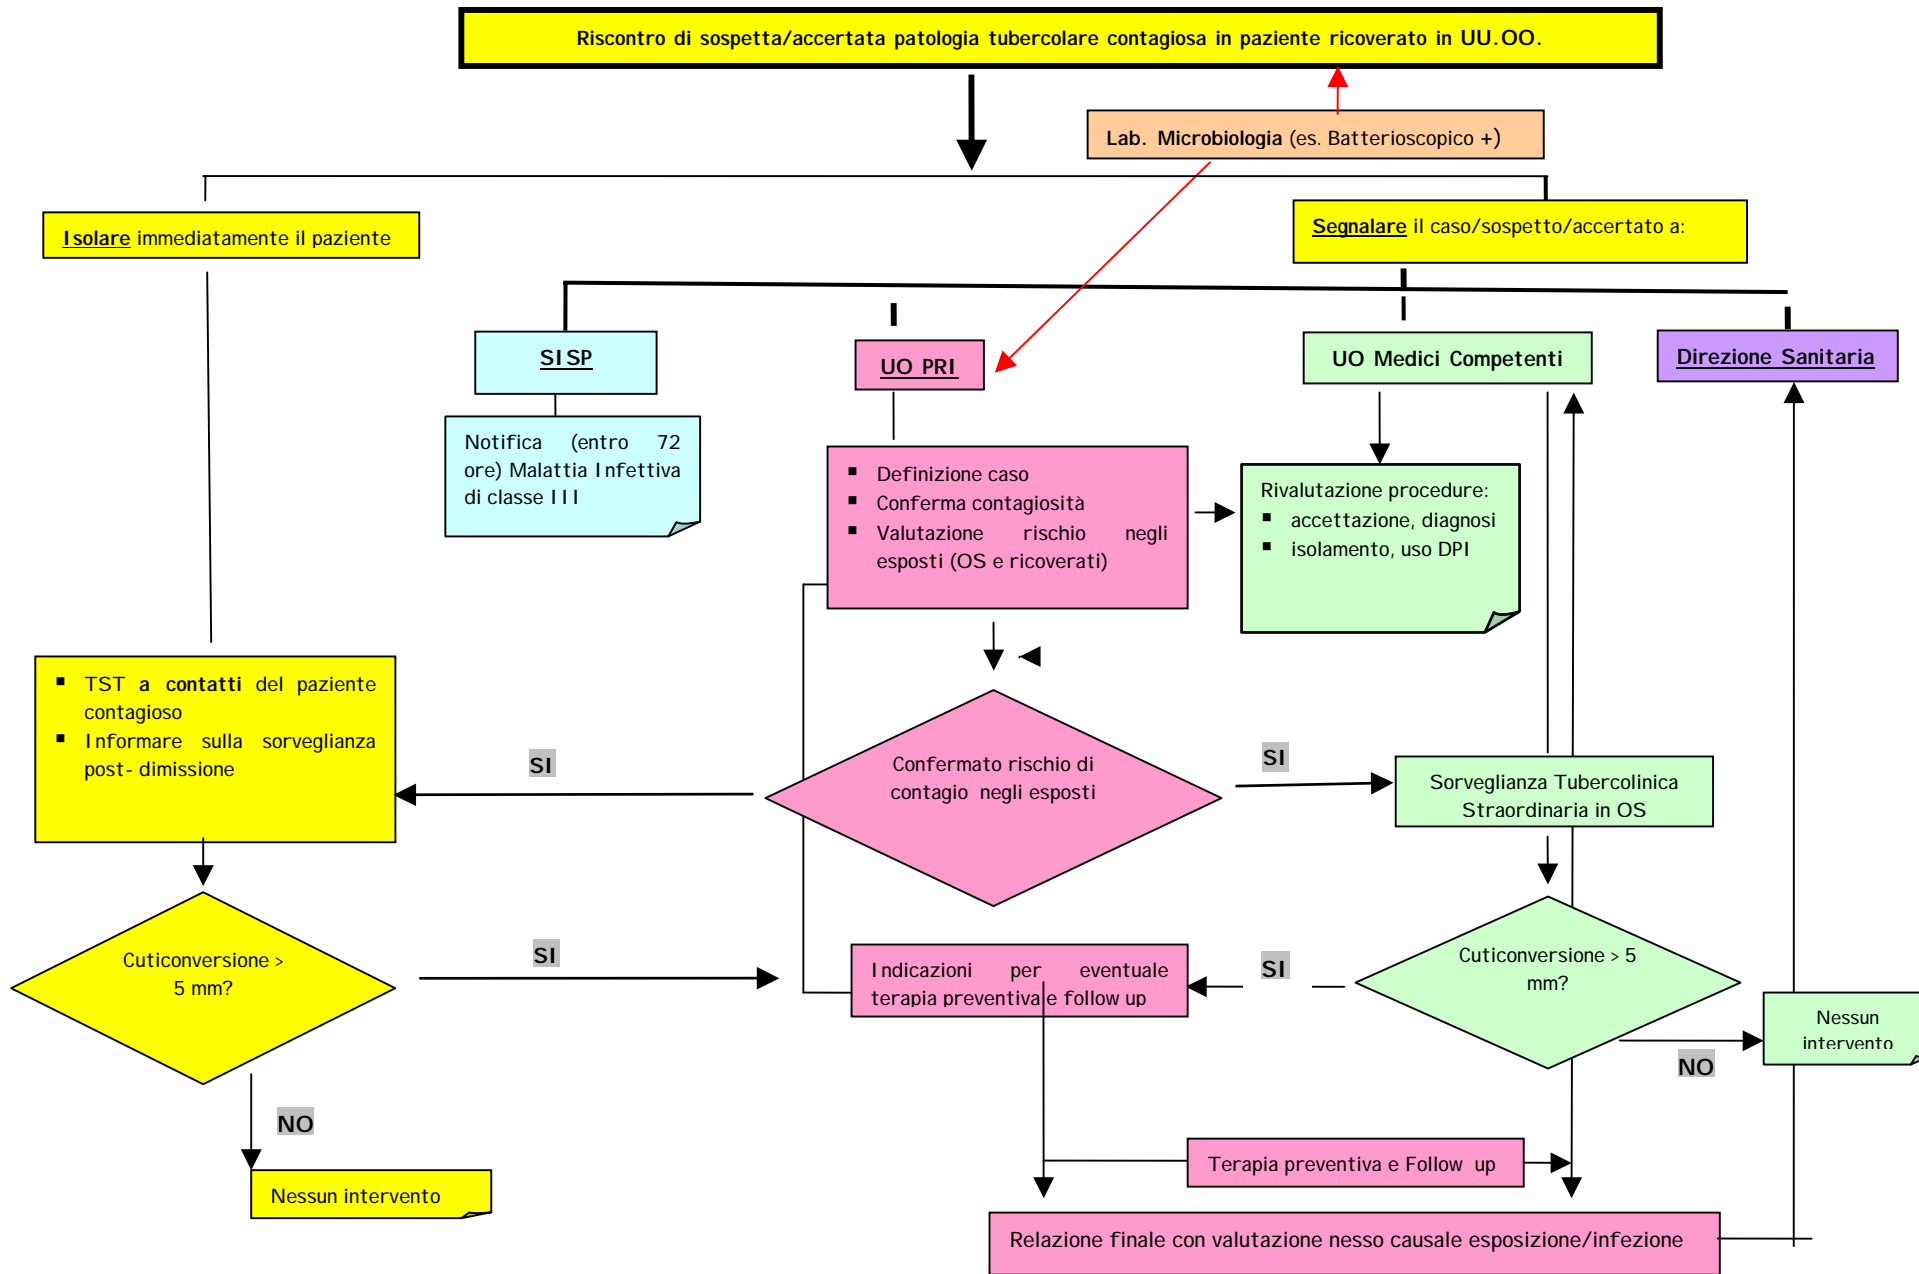 Riscontro di sospetta/accertata patologia tubercolare contagiosa in paziente ricoverato in UU.OO.
Lab. Microbiologia (es. Batterioscopico +)
Isolare immediatamente il paziente
Segnalare il caso/sospetto/accertato a:
SISP
UO PRI
UO Medici Competenti
Direzione Sanitaria
Notifica (entro 72
ore) Malattia Infettiva
di classe III
▪ Definizione caso
▪ Conferma contagiosità
▪ Valutazione rischio negli
esposti (OS e ricoverati)
Rivalutazione procedure:
▪ accettazione, diagnosi
▪ isolamento, uso DPI
▪ TST a contatti del paziente
contagioso
▪ Informare sulla sorveglianza
post- dimissione
SI
Confermato rischio di
contagio negli esposti
SI
Sorveglianza Tubercolinica
Straordinaria in OS
Cuticonversione >
5 mm?
SI
Indicazioni per eventuale
terapia preventiva e follow up
SI
Cuticonversione > 5
mm?
Nessun
intervento
NO
NO
Nessun intervento
Terapia preventiva e Follow up
Relazione finale con valutazione nesso causale esposizione/infezione